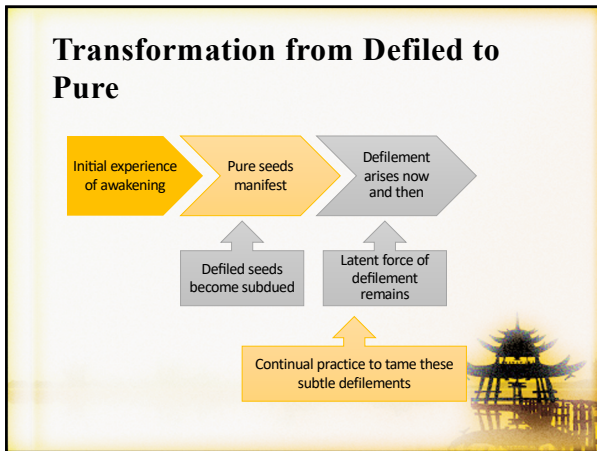 Transformation from Defiled to
Pure
Initial experience
of awakening
Pure seeds
manifest
Defilement
arises now
and then
Defiled seeds
become subdued
Latent force of
defilement
remains
Continual practice to tame these
subtle defilements